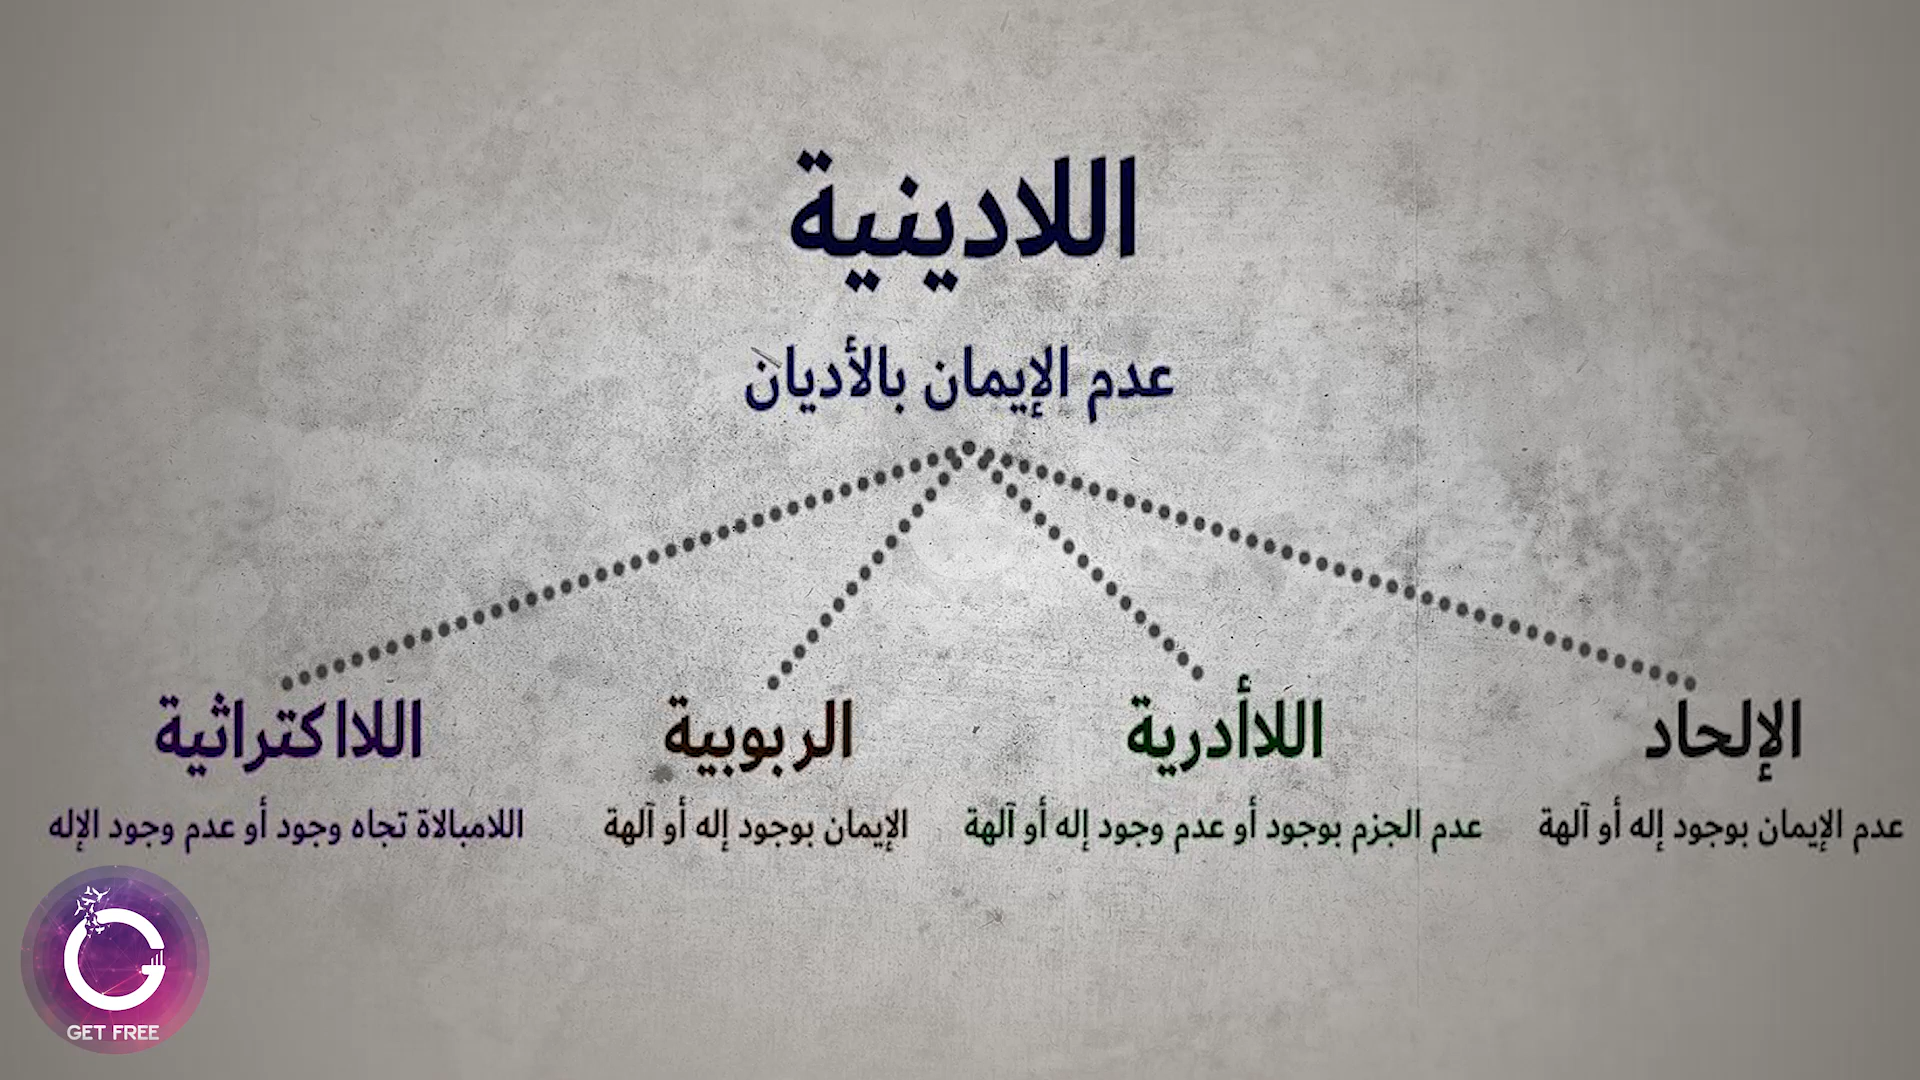 اللادينية
عدم الإيمان بالأديان
الإلحاد
عدم الإيمان بوجود إله أو آلهة
اللاأدرية
عدم الجزم بوجود أو عدم وجود إله أو آلهة
الربوبية
الإيمان بوجود إله أو آلهة
اللااكتراثية
اللامبالاة تجاه وجود أو عدم وجود الإله
GET FREE